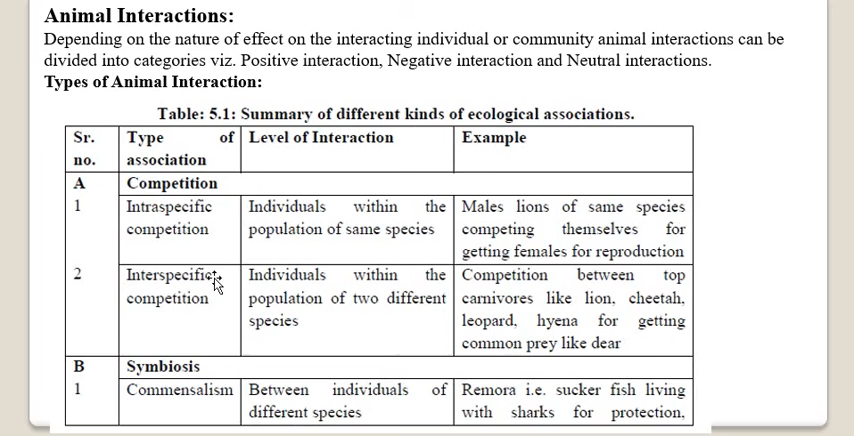 Animal Interactions:
Depending on the nature of effect on the interacting individual or community animal interactions can be
divided into categories viz. Positive interaction, Negative interaction and Neutral interactions.
Types of Animal Interaction:
Table: 5.1: Summary of different kinds of ecological associations.
Sr. no. Type of association Level of Interaction Example
A Competition
1 Intraspecific competition Individuals within the population of same species Males lions of same species competing themselves for getting females for reproduction
2 Interspecific competition Individuals within the population of two different species Competition between top carnivores like lion, cheetah, leopard, hyena for getting common prey like dear
B Symbiosis
1 Commensalism Between individuals of different species Remora i.e. sucker fish living with sharks for protection,